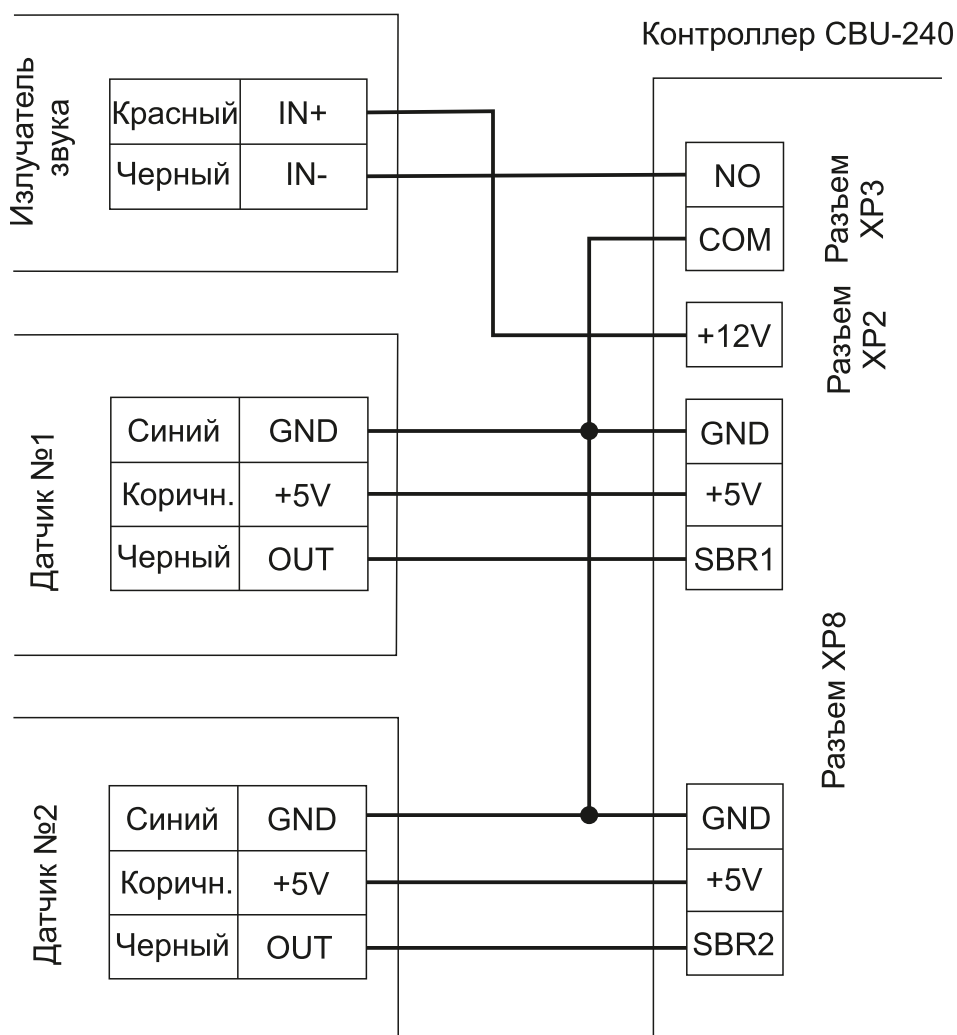 Контроллер CBU-240
Излучатель
звука
Красный IN+
Черный IN-
NO
COM
Разъем
XP3
+12V
Разъем
XP2
Датчик №1
Синий GND
Коричн. +5V
Черный OUT
GND
+5V
SBR1
Разъем XP8
Датчик №2
Синий GND
Коричн. +5V
Черный OUT
GND
+5V
SBR2